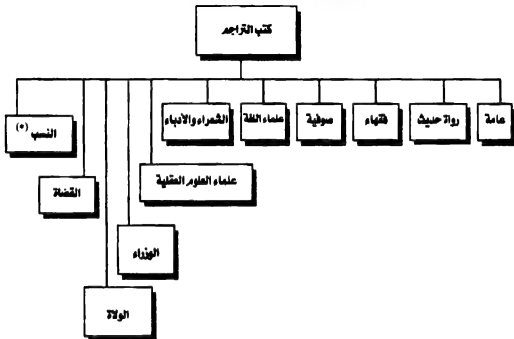 كتب التراجم
عامة
رواة حديث
فقهاء
صوفية
علماء اللغة
الشعراء والأدباء
النسب (*)
علماء العلوم العقلية
القضاة
الوزراء
الولاة